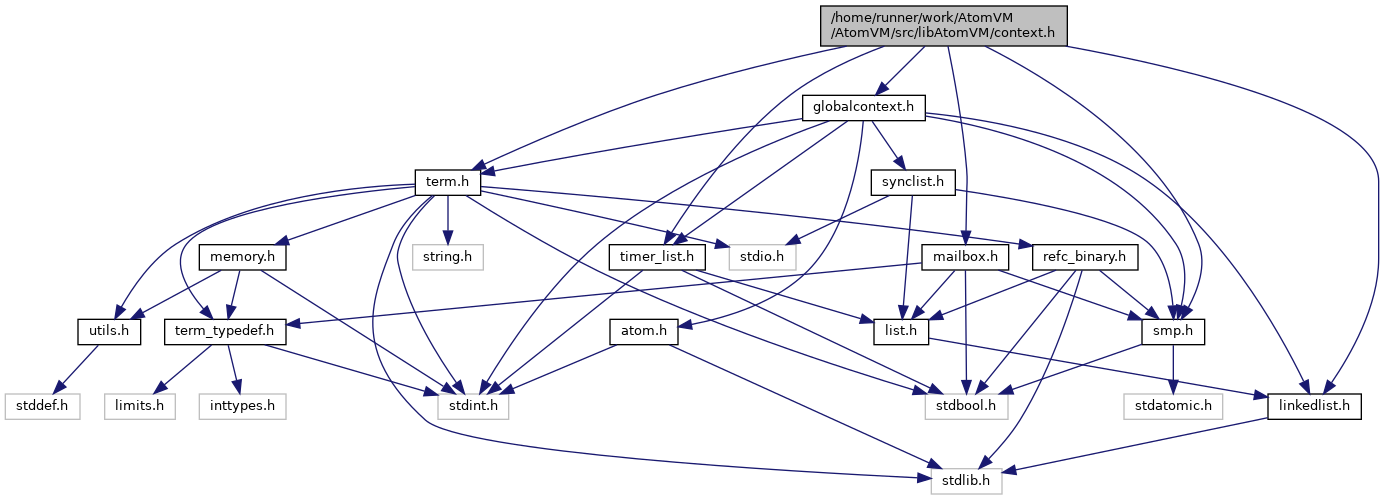 /home/runner/work/AtomVM
/AtomVM/src/libAtomVM/context.h
globalcontext.h
term.h
synclist.h
memory.h
string.h
timer_list.h
stdio.h
mailbox.h
refc_binary.h
utils.h
term_typedef.h
atom.h
list.h
smp.h
stddef.h
limits.h
inttypes.h
stdint.h
stdbool.h
stdatomic.h
linkedlist.h
stdlib.h